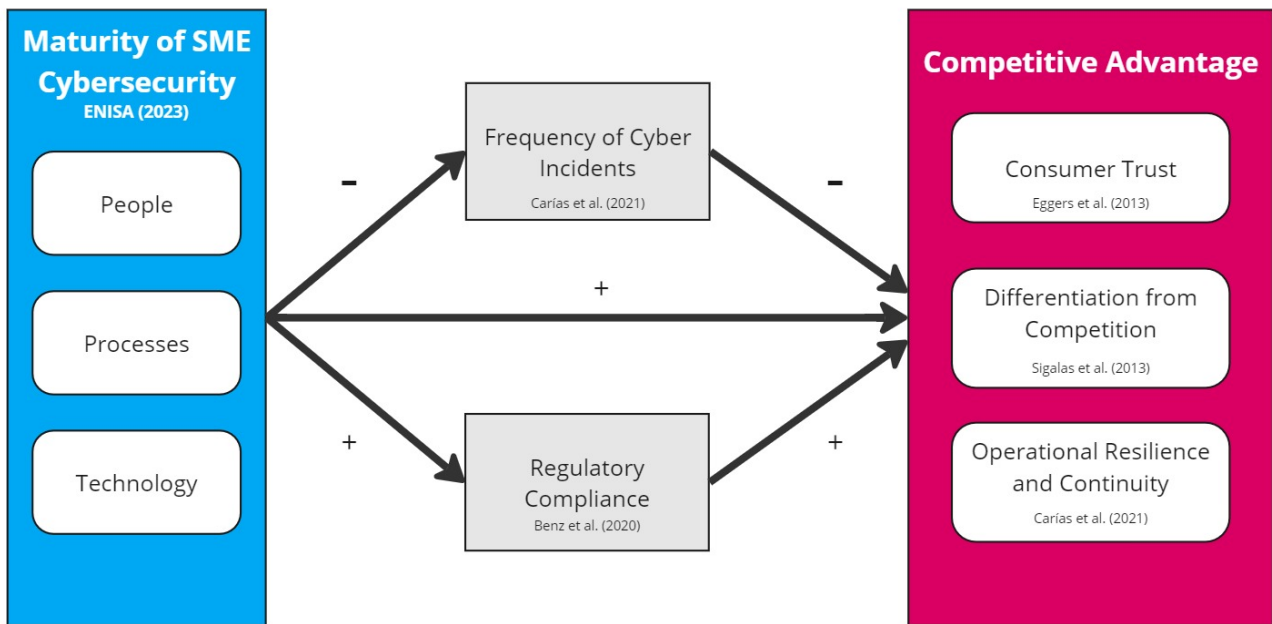 Maturity of SME
Cybersecurity
ENISA (2023)
People
Processes
Technology
-
+
+
Frequency of Cyber
Incidents
Carías et al. (2021)
Regulatory
Compliance
Benz et al. (2020)
-
+
Competitive Advantage
Consumer Trust
Eggers et al. (2013)
Differentiation from
Competition
Sigalas et al. (2013)
Operational Resilience
and Continuity
Carías et al. (2021)